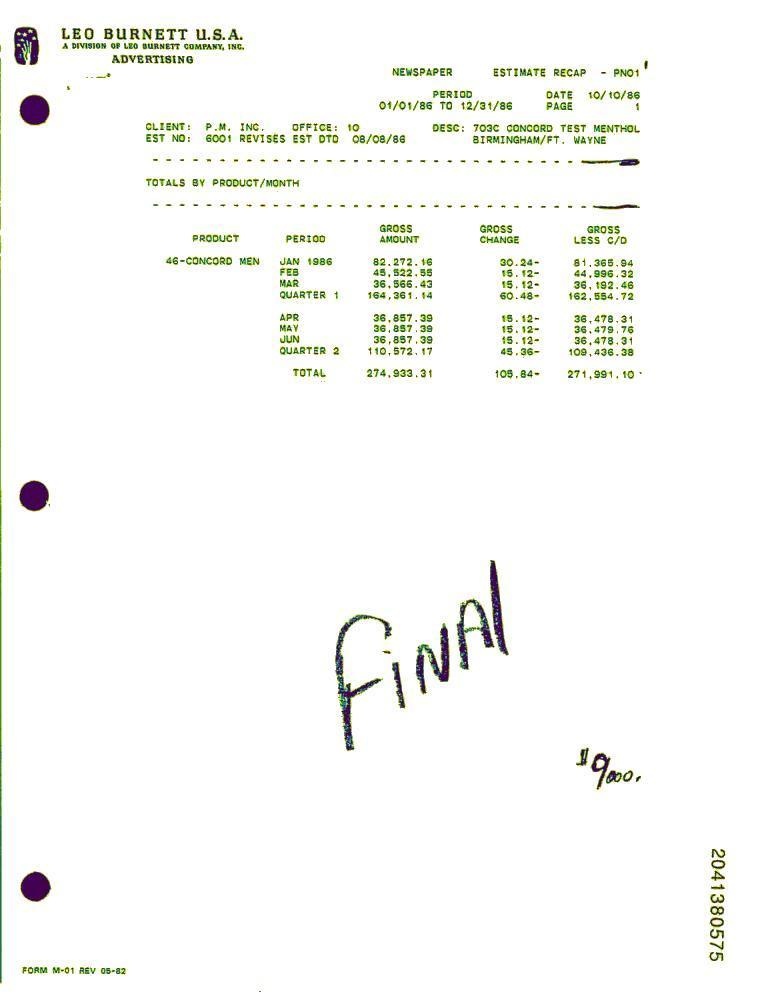 LEO BURNETT U.S.A.
A DIVISION OF LEO BURNETT COMPANY, INC.
ADVERTISING
NEWSPAPER ESTIMATE RECAP - PNO1
PERIOD DATE 10/10/86
01/01/86 TO 12/31/86 PAGE 1
CLIENT: P.M. INC. OFFICE: 10 DESC: 703C CONCORD TEST MENTHOL
EST NO: 6001 REVISES EST DTD 08/08/86 BIRMINGHAM/FT. WAYNE
TOTALS BY PRODUCT/MONTH
GROSS GROSS GROSS
PRODUCT PERIOD AMOUNT CHANGE LESS C/D
46-CONCORD MEN JAN 1986 82,272.16 30.24- 81,365.94
FEB 45,522.55 15.12- 44,996.32
MAR 36,566.43 15.12- 36,192.46
QUARTER 1 164,361.14 60.48- 162,554.72
APR 36,857.39 15.12- 36,478.31
MAY 36,857.39 15.12- 36,479.76
JUN 36,857.39 15.12- 36,478.31
QUARTER 2 110,572.17 45.36- 109,436.38
TOTAL 274,933.31 105.84- 271,991.10
FINAL
$9,000.
2041380575
FORM M-01 REV 05-82